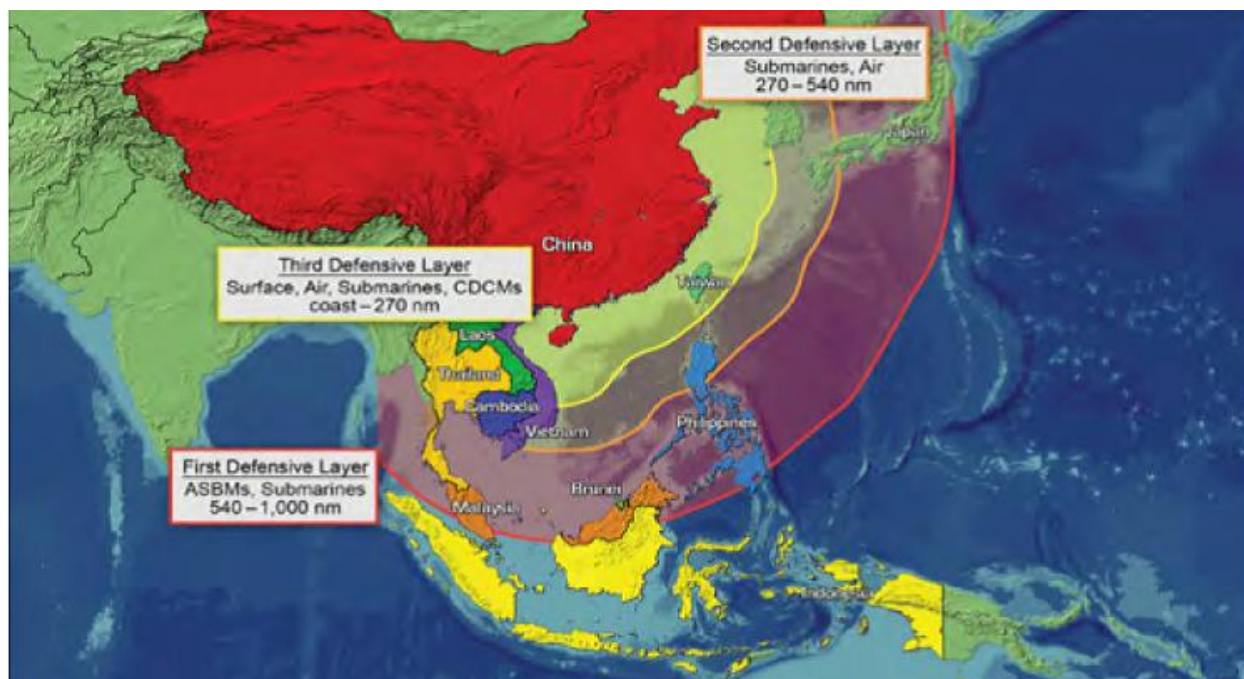 Second Defensive Layer
Submarines, Air
270 – 540 nm
Japan
China
Third Defensive Layer
Surface, Air, Submarines, CDCMs
coast – 270 nm
Taiwan
Laos
Thailand
Cambodia
Vietnam
Philippines
First Defensive Layer
ASBMs, Submarines
540 – 1,000 nm
Brunei
Malaysia
Indonesia